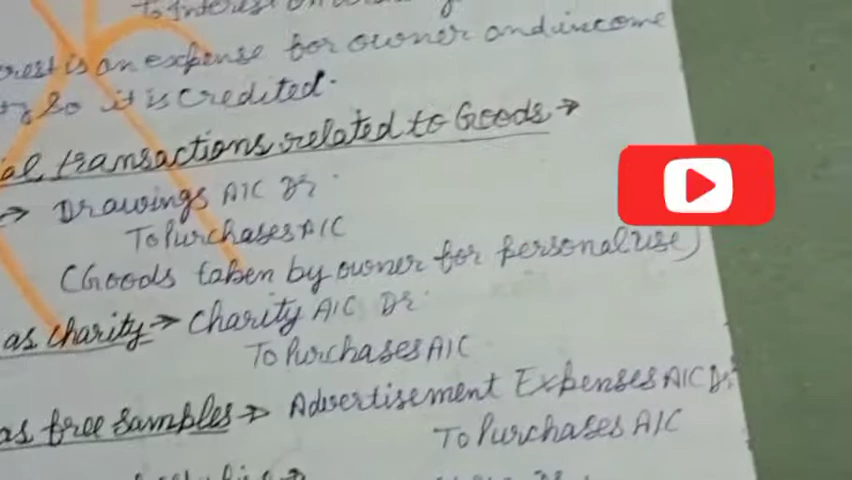 To Interest on
is an expense for owner and income
so it is credited.
transactions related to Goods →
→ Drawings A/C Dr.
To Purchases A/C
(Goods taken by owner for personal use)
as charity → Charity A/C Dr.
To Purchases A/C
as free samples → Advertisement Expenses A/C Dr.
To Purchases A/C